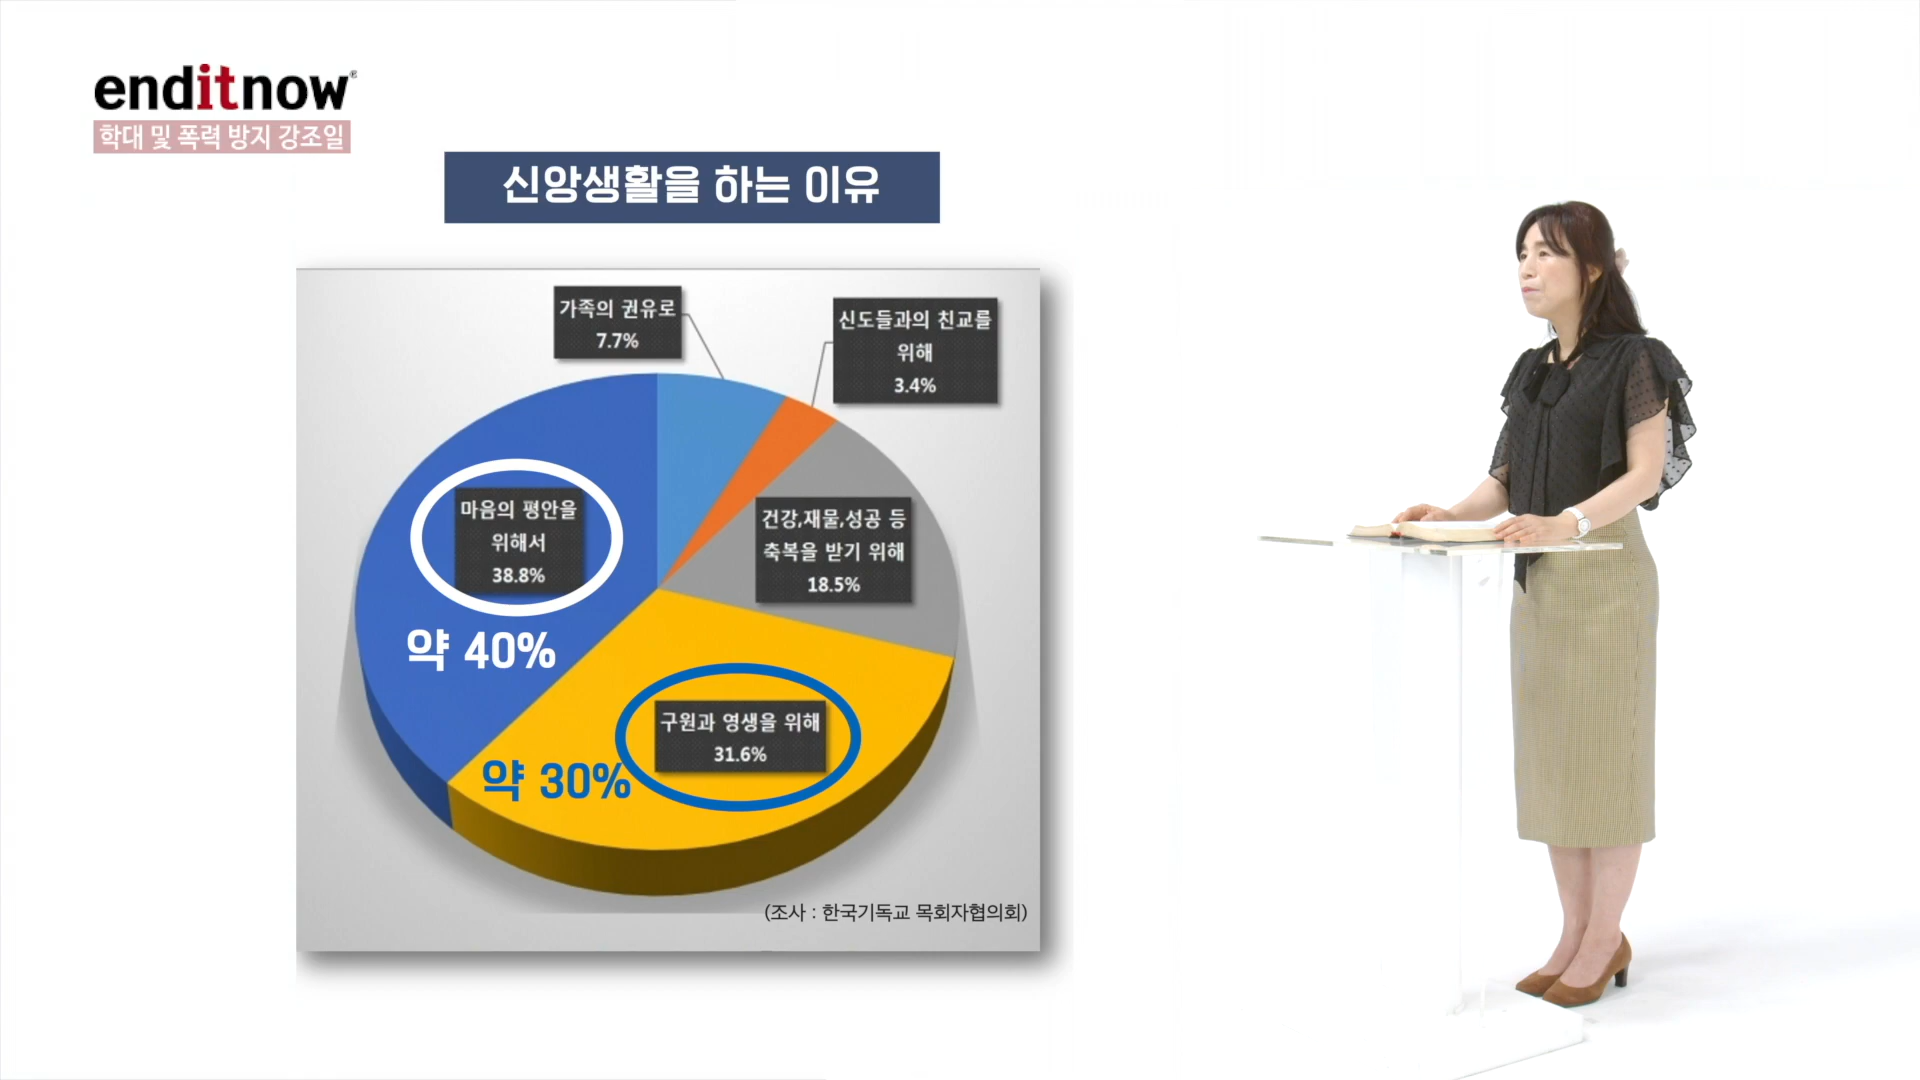 enditnow®
학대 및 폭력 방지 강조일
신앙생활을 하는 이유
가족의 권유로
7.7%
신도들과의 친교를
위해
3.4%
마음의 평안을
위해서
38.8%
약 40%
건강,재물,성공 등
축복을 받기 위해
18.5%
구원과 영생을 위해
31.6%
약 30%
(조사 : 한국기독교 목회자협의회)